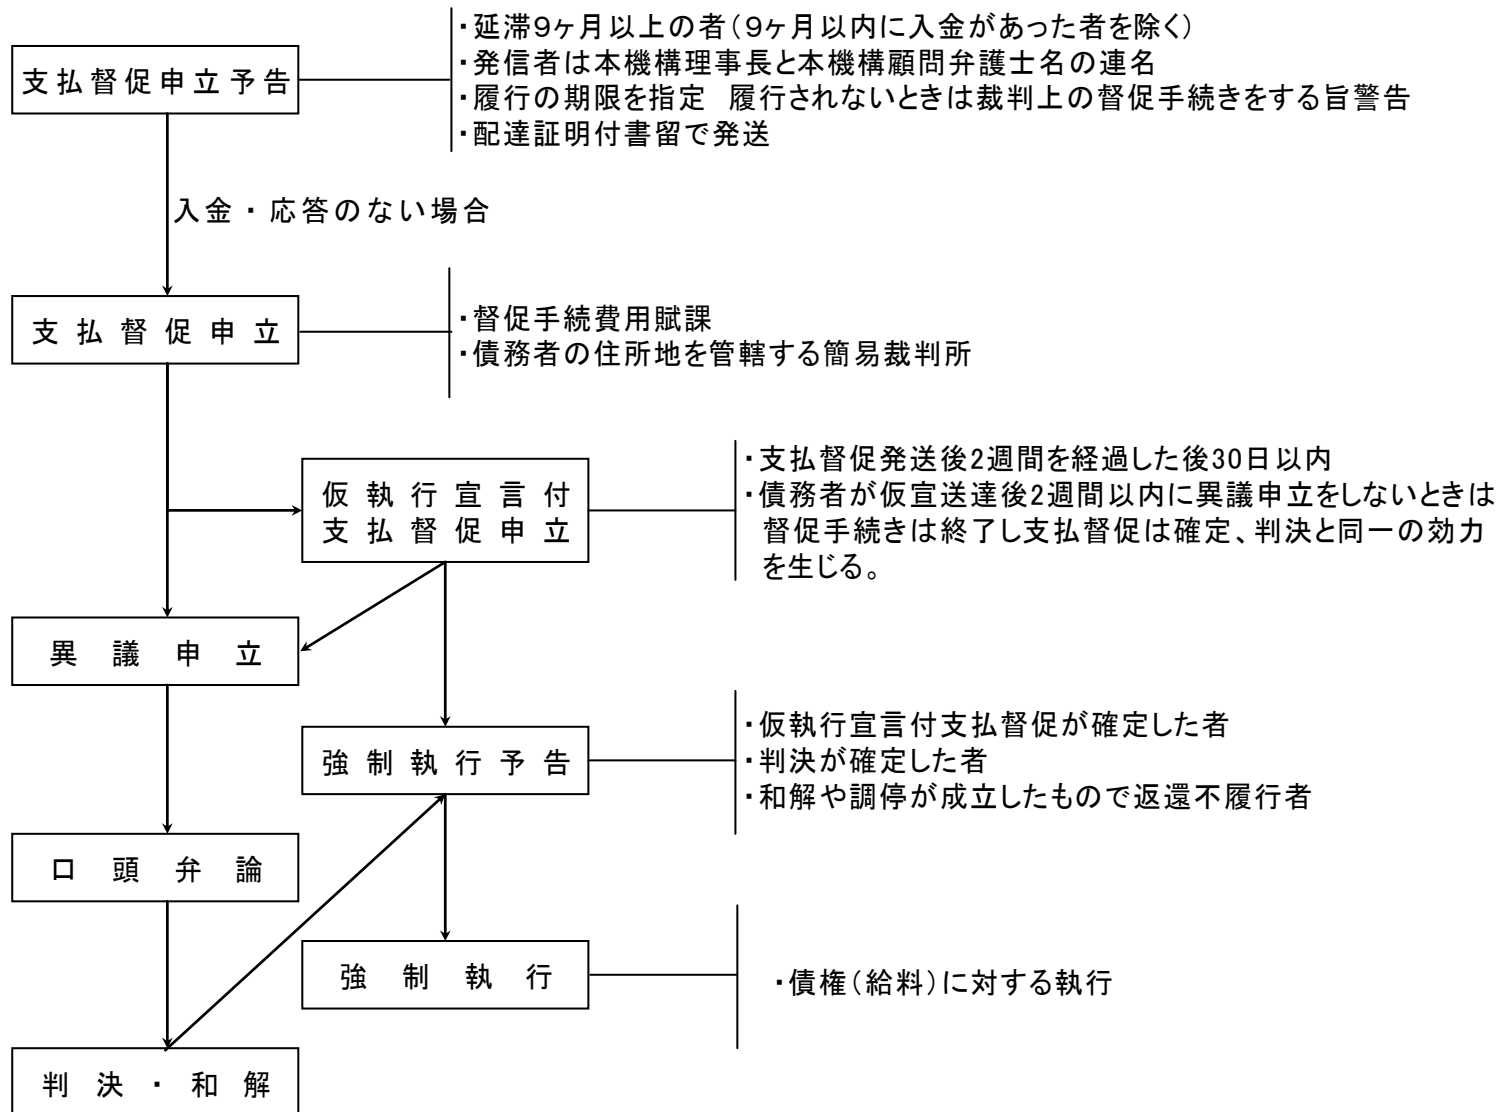 支払督促申立予告
・延滞9ヶ月以上の者（9ヶ月以内に入金があった者を除く）
・発信者は本機構理事長と本機構顧問弁護士名の連名
・履行の期限を指定　履行されないときは裁判上の督促手続きをする旨警告
・配達証明付書留で発送
入金・応答のない場合
支払督促申立
・督促手続費用賦課
・債務者の住所地を管轄する簡易裁判所
仮執行宣言付
支払督促申立
・支払督促発送後2週間を経過した後30日以内
・債務者が仮宣送達後2週間以内に異議申立をしないときは
督促手続きは終了し支払督促は確定、判決と同一の効力
を生じる。
異議申立
強制執行予告
・仮執行宣言付支払督促が確定した者
・判決が確定した者
・和解や調停が成立したもので返還不履行者
口頭弁論
強制執行
・債権（給料）に対する執行
判決・和解